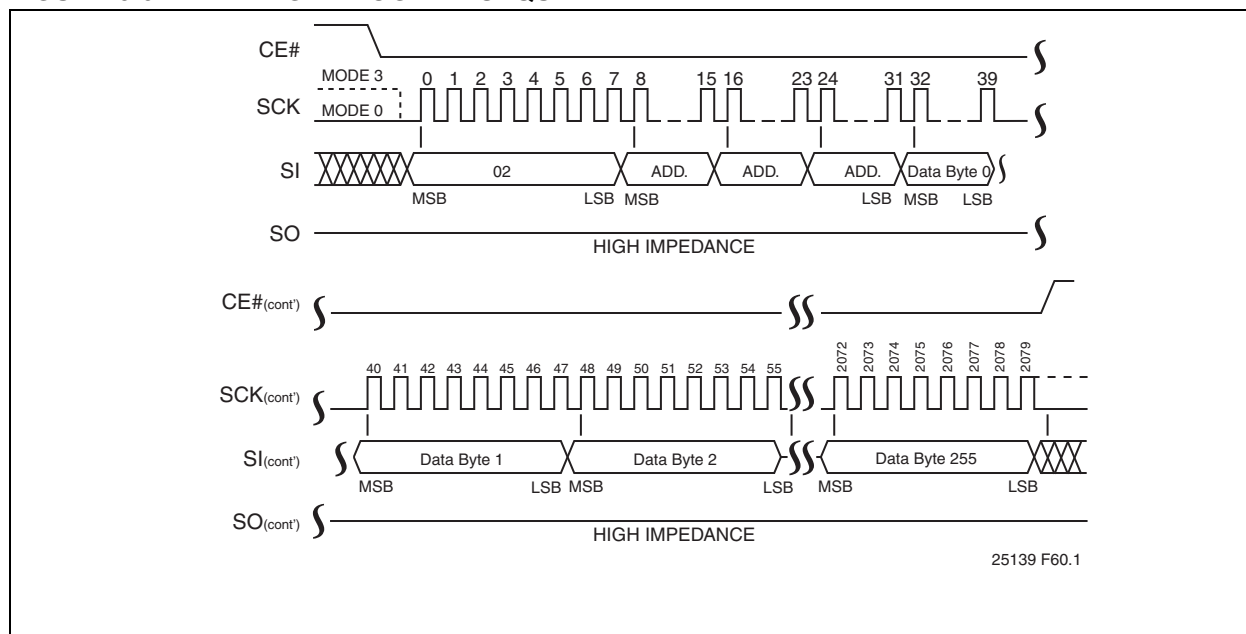 CE#
MODE 3
0 1 2 3 4 5 6 7 8 15 16 23 24 31 32 39
SCK
MODE 0
SI
02 ADD. ADD. ADD. Data Byte 0
MSB LSB MSB LSB MSB LSB
SO
HIGH IMPEDANCE
CE#(cont')
40 41 42 43 44 45 46 47 48 49 50 51 52 53 54 55 2072 2073 2074 2075 2076 2077 2078 2079
SCK(cont')
SI(cont')
Data Byte 1 Data Byte 2 Data Byte 255
MSB LSB MSB LSB MSB LSB
SO(cont')
HIGH IMPEDANCE
25139 F60.1